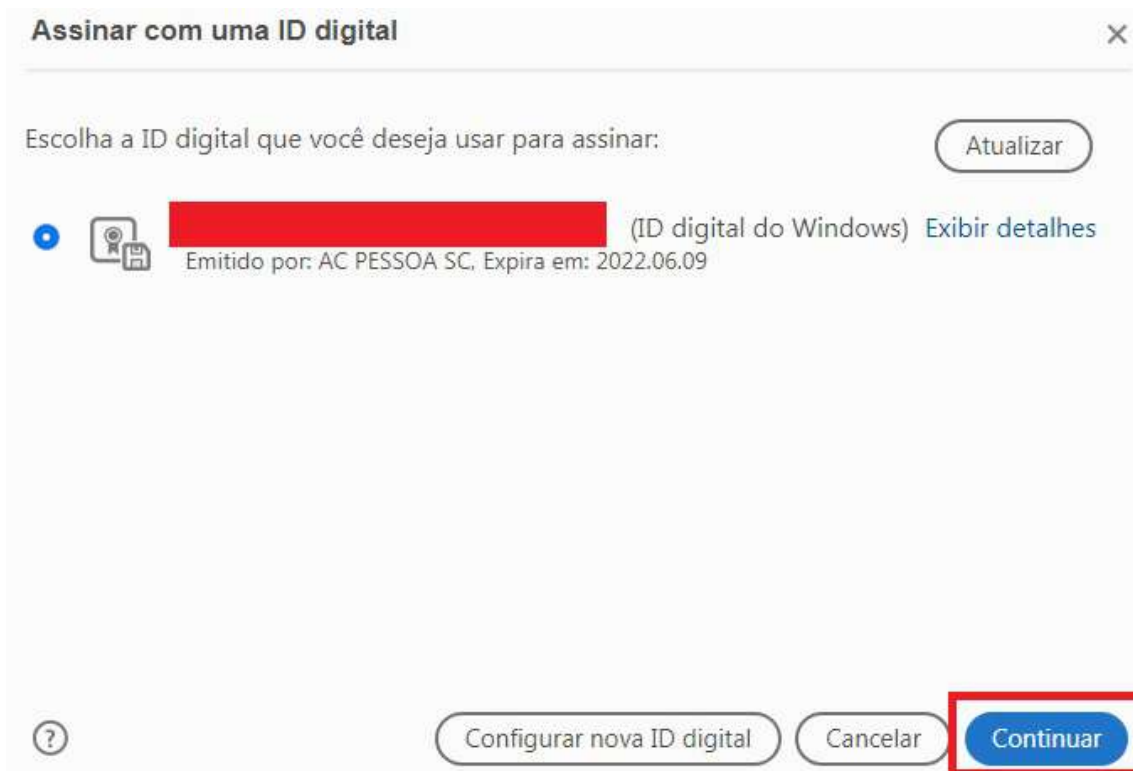 Assinar com uma ID digital
Escolha a ID digital que você deseja usar para assinar:
Atualizar
(ID digital do Windows) Exibir detalhes
Emitido por: AC PESSOA SC, Expira em: 2022.06.09
Configurar nova ID digital
Cancelar
Continuar